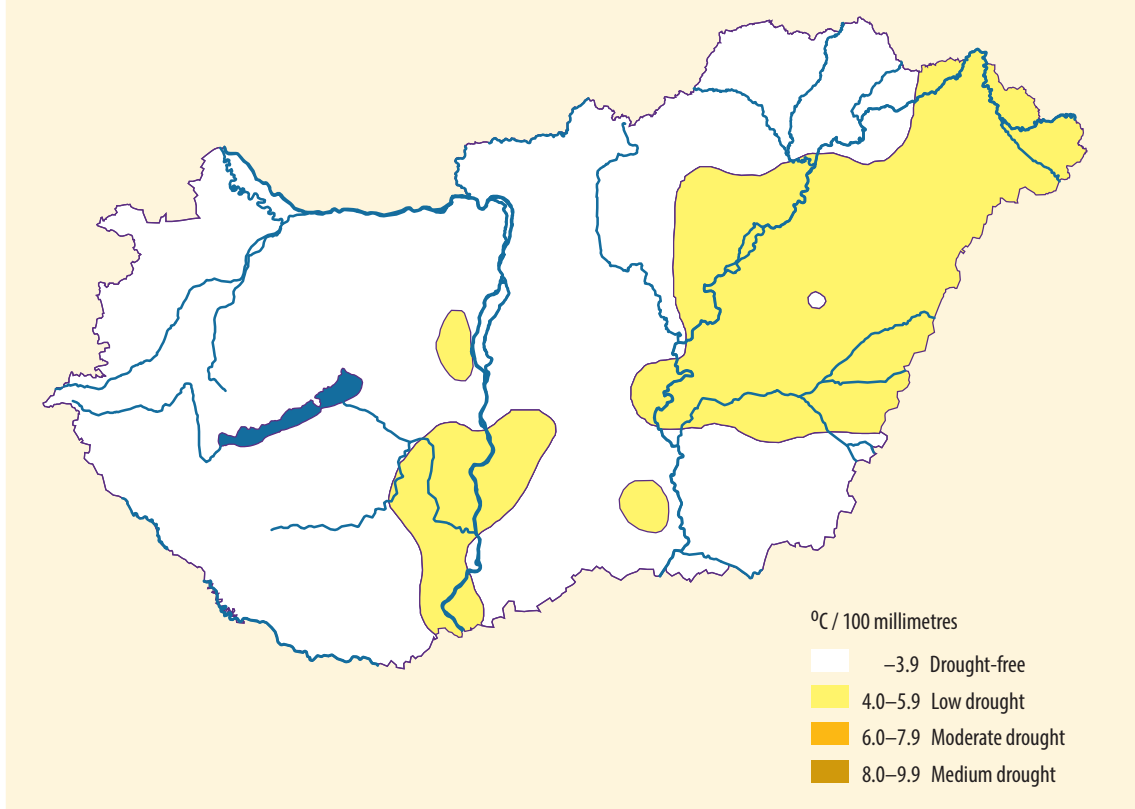 ⁰C / 100 millimetres
–3.9 Drought-free
4.0–5.9 Low drought
6.0–7.9 Moderate drought
8.0–9.9 Medium drought